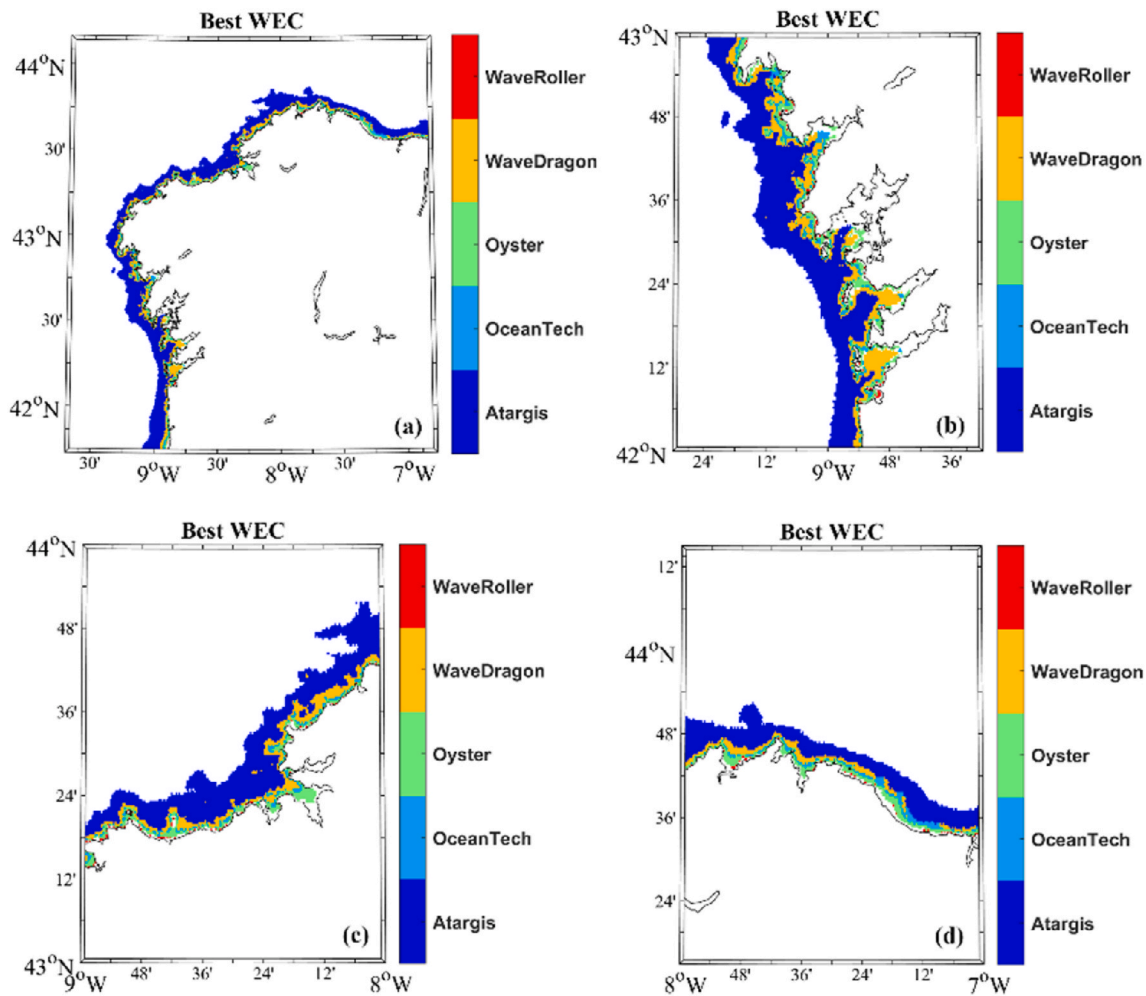 Best WEC
44°N
30'
43°N
30'
42°N
30'
9°W
30'
8°W
30'
7°W
WaveRoller
WaveDragon
Oyster
OceanTech
Atargis
(a)
Best WEC
43°N
48'
36'
24'
12'
42°N
24'
12'
9°W
48'
36'
WaveRoller
WaveDragon
Oyster
OceanTech
Atargis
(b)
Best WEC
44°N
48'
36'
24'
12'
43°N
9°W
48'
36'
24'
12'
8°W
WaveRoller
WaveDragon
Oyster
OceanTech
Atargis
(c)
Best WEC
12'
44°N
48'
36'
24'
8°W
48'
36'
24'
12'
7°W
WaveRoller
WaveDragon
Oyster
OceanTech
Atargis
(d)